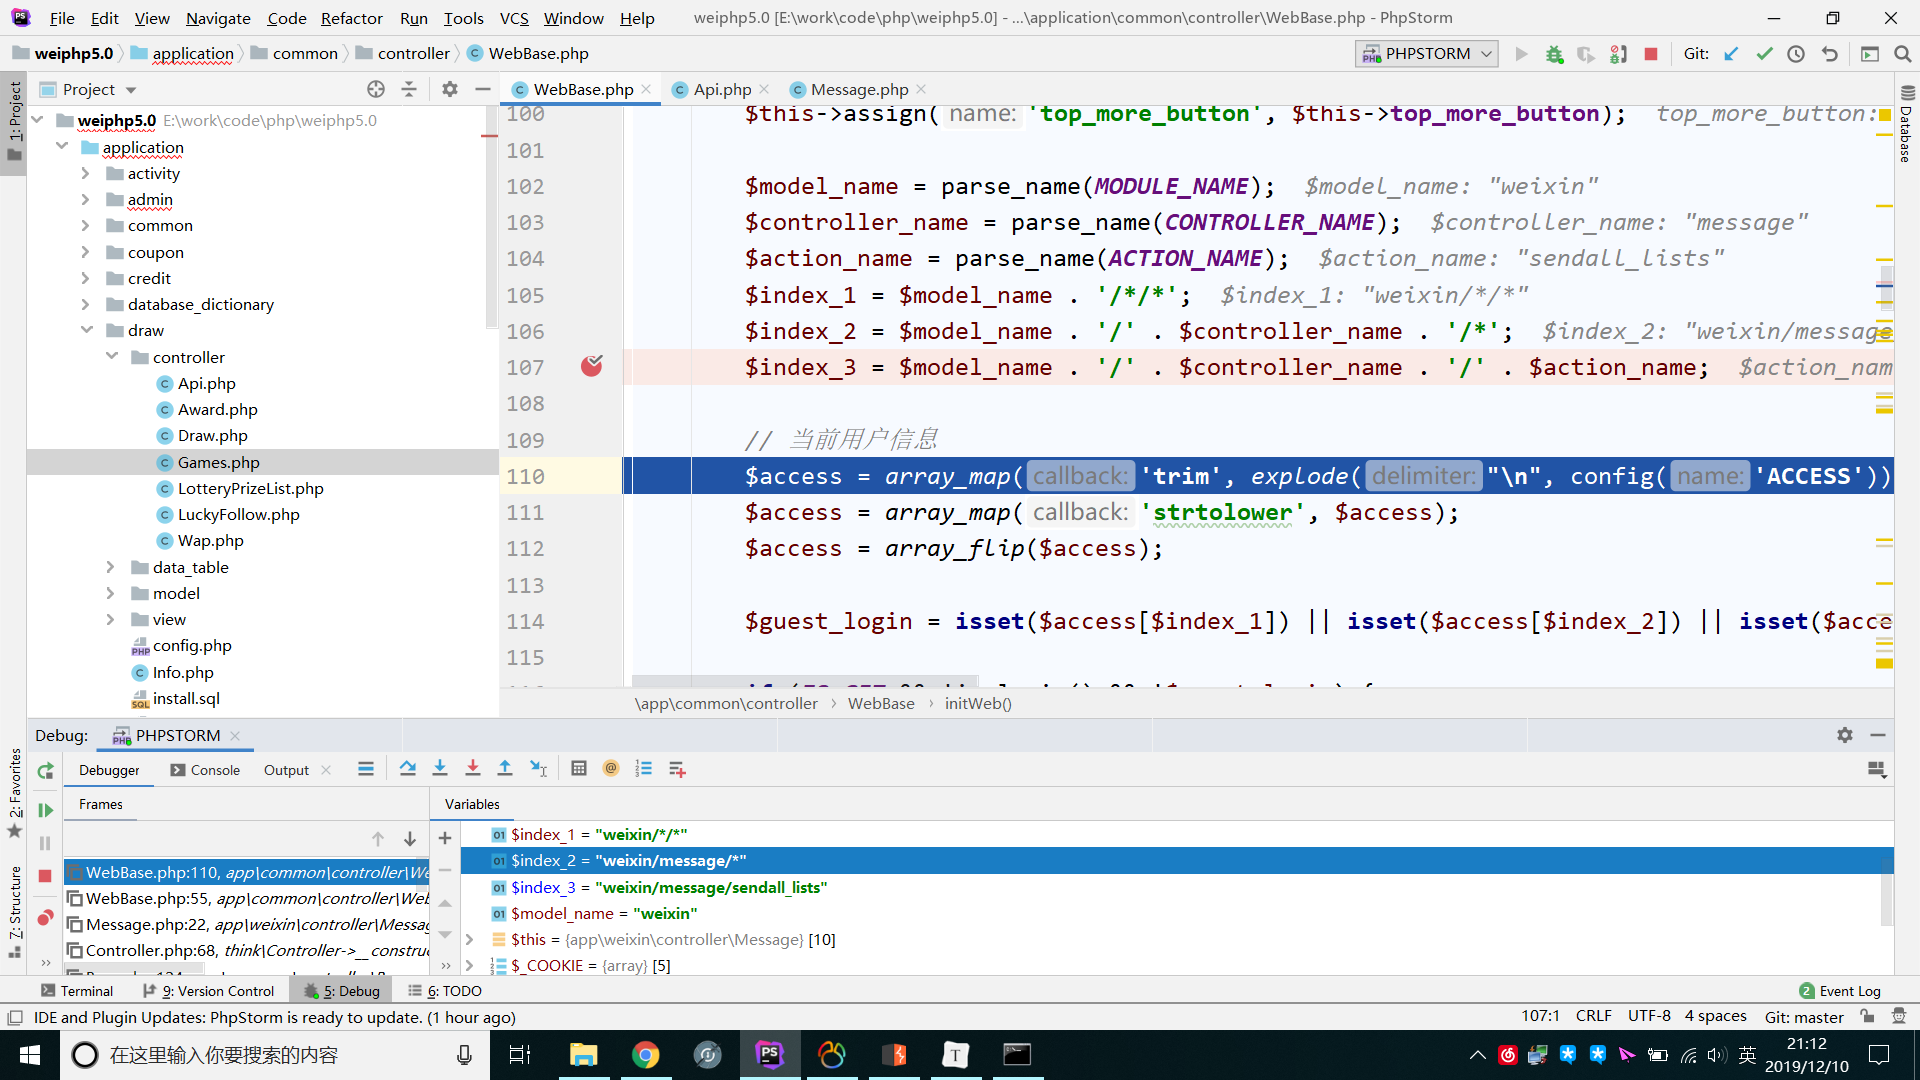 File Edit View Navigate Code Refactor Run Tools VCS Window Help weiphp5.0 [E:\work\code\php\weiphp5.0] - ...\application\common\controller\WebBase.php - PhpStorm
weiphp5.0 application common controller WebBase.php PHPSTORM Git:
1: Project
Project
WebBase.php Api.php Message.php
Database
weiphp5.0 E:\work\code\php\weiphp5.0
application
activity
admin
common
coupon
credit
database_dictionary
draw
controller
Api.php
Award.php
Draw.php
Games.php
LotteryPrizeList.php
LuckyFollow.php
Wap.php
data_table
model
view
config.php
Info.php
install.sql
100 $this->assign( name: 'top_more_button', $this->top_more_button); top_more_button:
101
102 $model_name = parse_name(MODULE_NAME); $model_name: "weixin"
103 $controller_name = parse_name(CONTROLLER_NAME); $controller_name: "message"
104 $action_name = parse_name(ACTION_NAME); $action_name: "sendall_lists"
105 $index_1 = $model_name . '/*/*'; $index_1: "weixin/*/*"
106 $index_2 = $model_name . '/' . $controller_name . '/*'; $index_2: "weixin/message
107 $index_3 = $model_name . '/' . $controller_name . '/' . $action_name; $action_nam
108
109 // 当前用户信息
110 $access = array_map( callback: 'trim', explode( delimiter: "\n", config( name: 'ACCESS'))
111 $access = array_map( callback: 'strtolower', $access);
112 $access = array_flip($access);
113
114 $guest_login = isset($access[$index_1]) || isset($access[$index_2]) || isset($acce
115
\app\common\controller › WebBase › initWeb()
Debug: PHPSTORM
Debugger Console Output
Frames
Variables
WebBase.php:110, app\common\controller\We
WebBase.php:55, app\common\controller\Web
Message.php:22, app\weixin\controller\Messag
Controller.php:68, think\Controller->__constru
$index_1 = "weixin/*/*"
$index_2 = "weixin/message/*"
$index_3 = "weixin/message/sendall_lists"
$model_name = "weixin"
$this = {app\weixin\controller\Message} [10]
$_COOKIE = {array} [5]
2: Favorites
7: Structure
Terminal 9: Version Control 5: Debug 6: TODO 2 Event Log
IDE and Plugin Updates: PhpStorm is ready to update. (1 hour ago) 107:1 CRLF UTF-8 4 spaces Git: master
在这里输入你要搜索的内容
英
21:12
2019/12/10